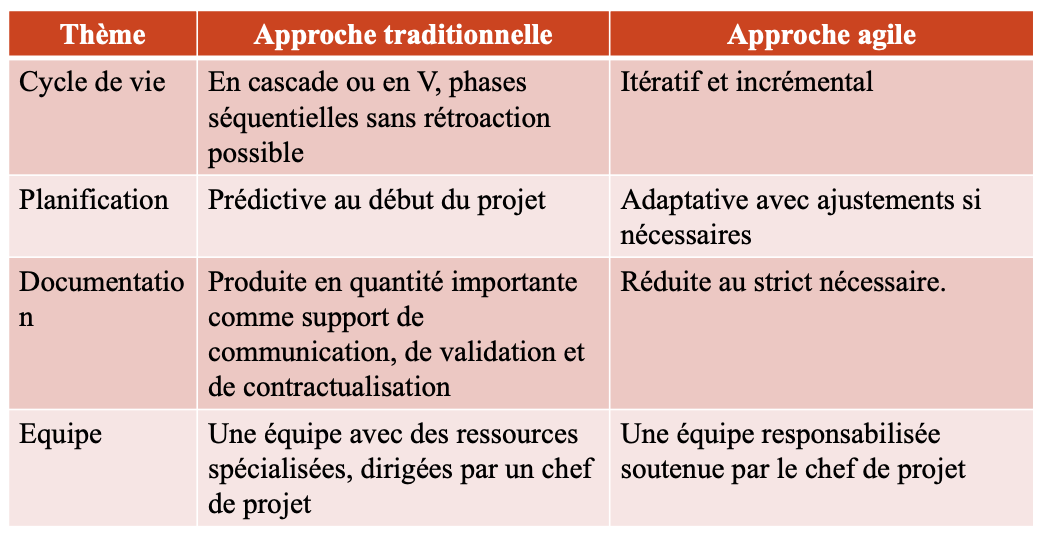 Thème
Approche traditionnelle
Approche agile
Cycle de vie
En cascade ou en V, phases
séquentielles sans rétroaction
possible
Itératif et incrémental
Planification
Prédictive au début du projet
Adaptative avec ajustements si
nécessaires
Documentatio
n
Produite en quantité importante
comme support de
communication, de validation et
de contractualisation
Réduite au strict nécessaire.
Equipe
Une équipe avec des ressources
spécialisées, dirigées par un chef
de projet
Une équipe responsabilisée
soutenue par le chef de projet